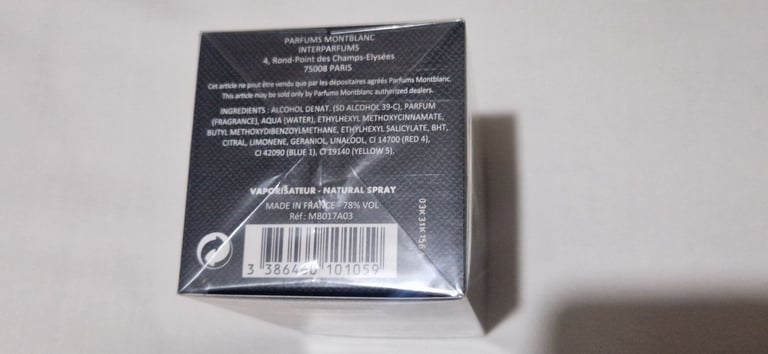 PARFUMS MONTBLANC
INTERPARFUMS
4, Rond-Point des Champs-Elysées
75008 PARIS
Cet article ne peut être vendu que par les dépositaires agréés Parfums Montblanc.
This article may be sold only by Parfums Montblanc authorized dealers.
INGREDIENTS : ALCOHOL DENAT. (SD ALCOHOL 39-C), PARFUM
(FRAGRANCE), AQUA (WATER), ETHYLHEXYL METHOXYCINNAMATE,
BUTYL METHOXYDIBENZOYLMETHANE, ETHYLHEXYL SALICYLATE, BHT,
CITRAL, LIMONENE, GERANIOL, LINALOOL, CI 14700 (RED 4),
CI 42090 (BLUE 1), CI 19140 (YELLOW 5).
VAPORISATEUR - NATURAL SPRAY
MADE IN FRANCE - 78% VOL
Réf : MB017A03
3 386460 101059